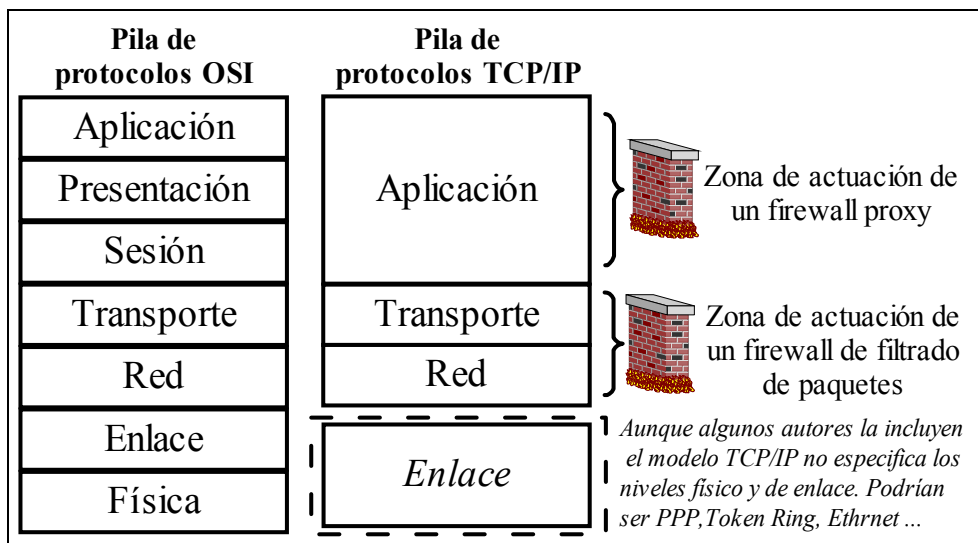 Pila de
protocolos OSI
Aplicación
Presentación
Sesión
Transporte
Red
Enlace
Física
Pila de
protocolos TCP/IP
Aplicación
Transporte
Red
Enlace
Zona de actuación de
un firewall proxy
Zona de actuación de
un firewall de filtrado
de paquetes
Aunque algunos autores la incluyen
el modelo TCP/IP no especifica los
niveles físico y de enlace. Podrían
ser PPP,Token Ring, Ethrnet ...